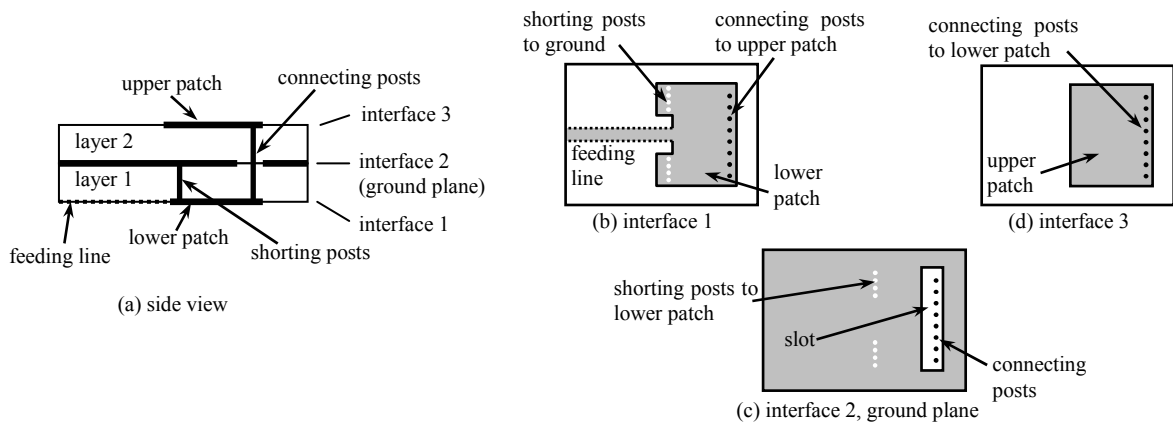 upper patch
connecting posts
interface 3
layer 2
interface 2
(ground plane)
layer 1
interface 1
lower patch
feeding line
shorting posts
(a) side view
shorting posts
to ground
connecting posts
to upper patch
feeding
line
lower
patch
(b) interface 1
connecting posts
to lower patch
upper
patch
(d) interface 3
shorting posts to
lower patch
slot
connecting
posts
(c) interface 2, ground plane